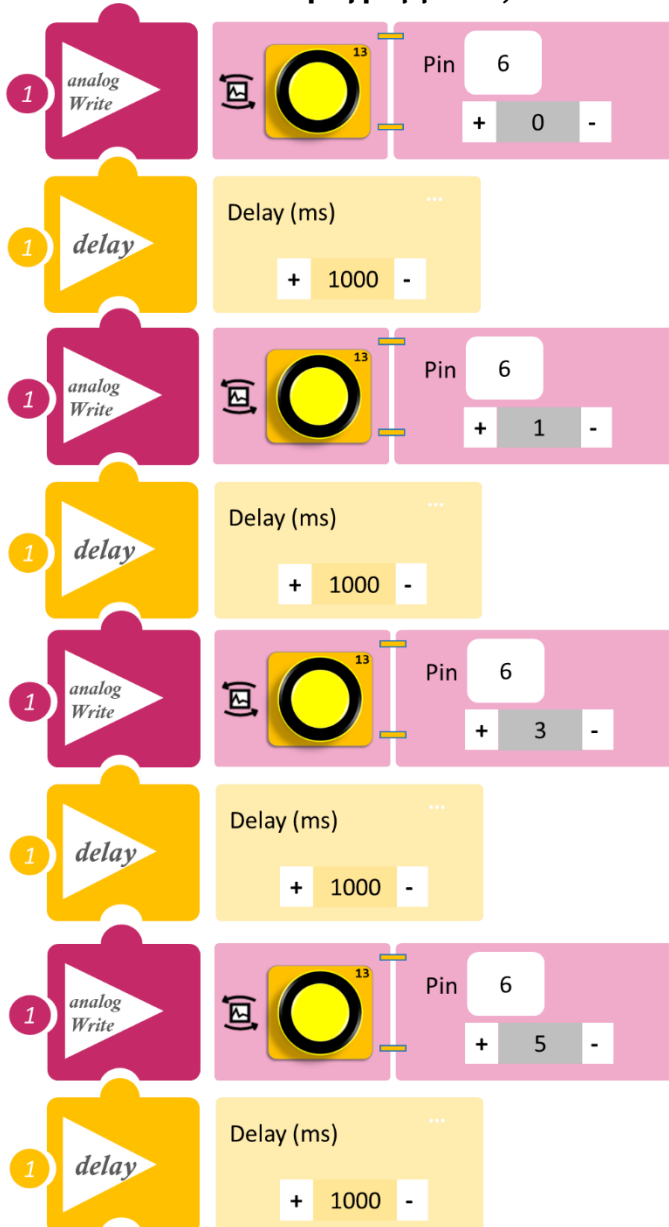 1 analog Write 13 Pin 6
+ 0 -
1 delay Delay (ms) ...
+ 1000 -
1 analog Write 13 Pin 6
+ 1 -
1 delay Delay (ms) ...
+ 1000 -
1 analog Write 13 Pin 6
+ 3 -
1 delay Delay (ms) ...
+ 1000 -
1 analog Write 13 Pin 6
+ 5 -
1 delay Delay (ms) ...
+ 1000 -